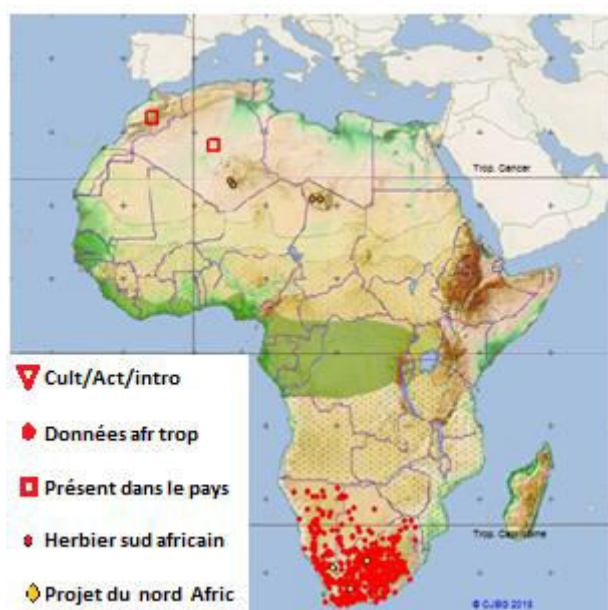 Trop. Cancer
Cult/Act/intro
Données afr trop
Présent dans le pays
Herbier sud africain
Projet du nord Afric
Trop. Capricorne
© CJBG 2018